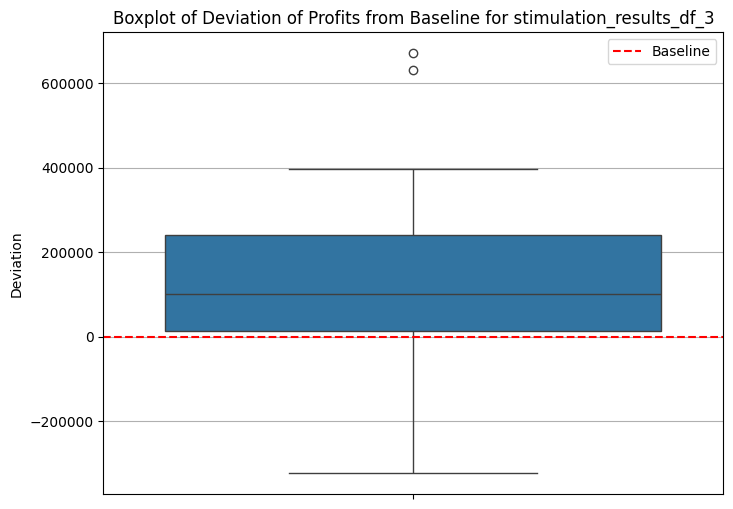 Boxplot of Deviation of Profits from Baseline for stimulation_results_df_3
Baseline
600000
400000
200000
0
−200000
Deviation